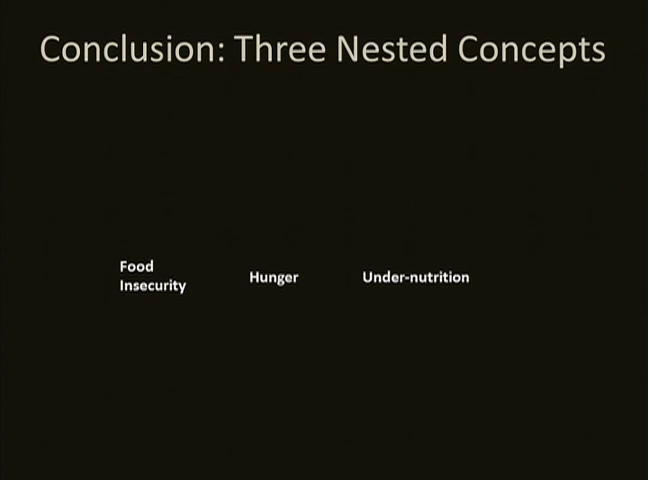 Conclusion: Three Nested Concepts
Food
Insecurity
Hunger
Under-nutrition